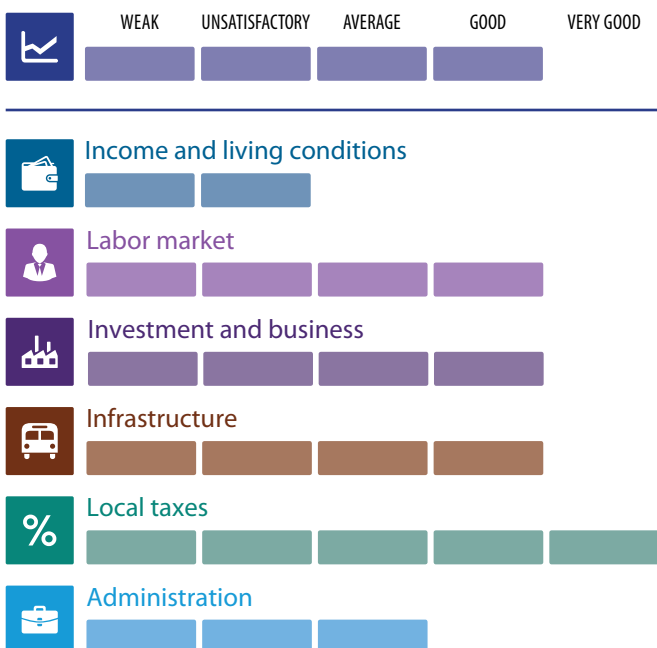 WEAK UNSATISFACTORY AVERAGE GOOD VERY GOOD
Income and living conditions
Labor market
Investment and business
Infrastructure
Local taxes
%
Administration